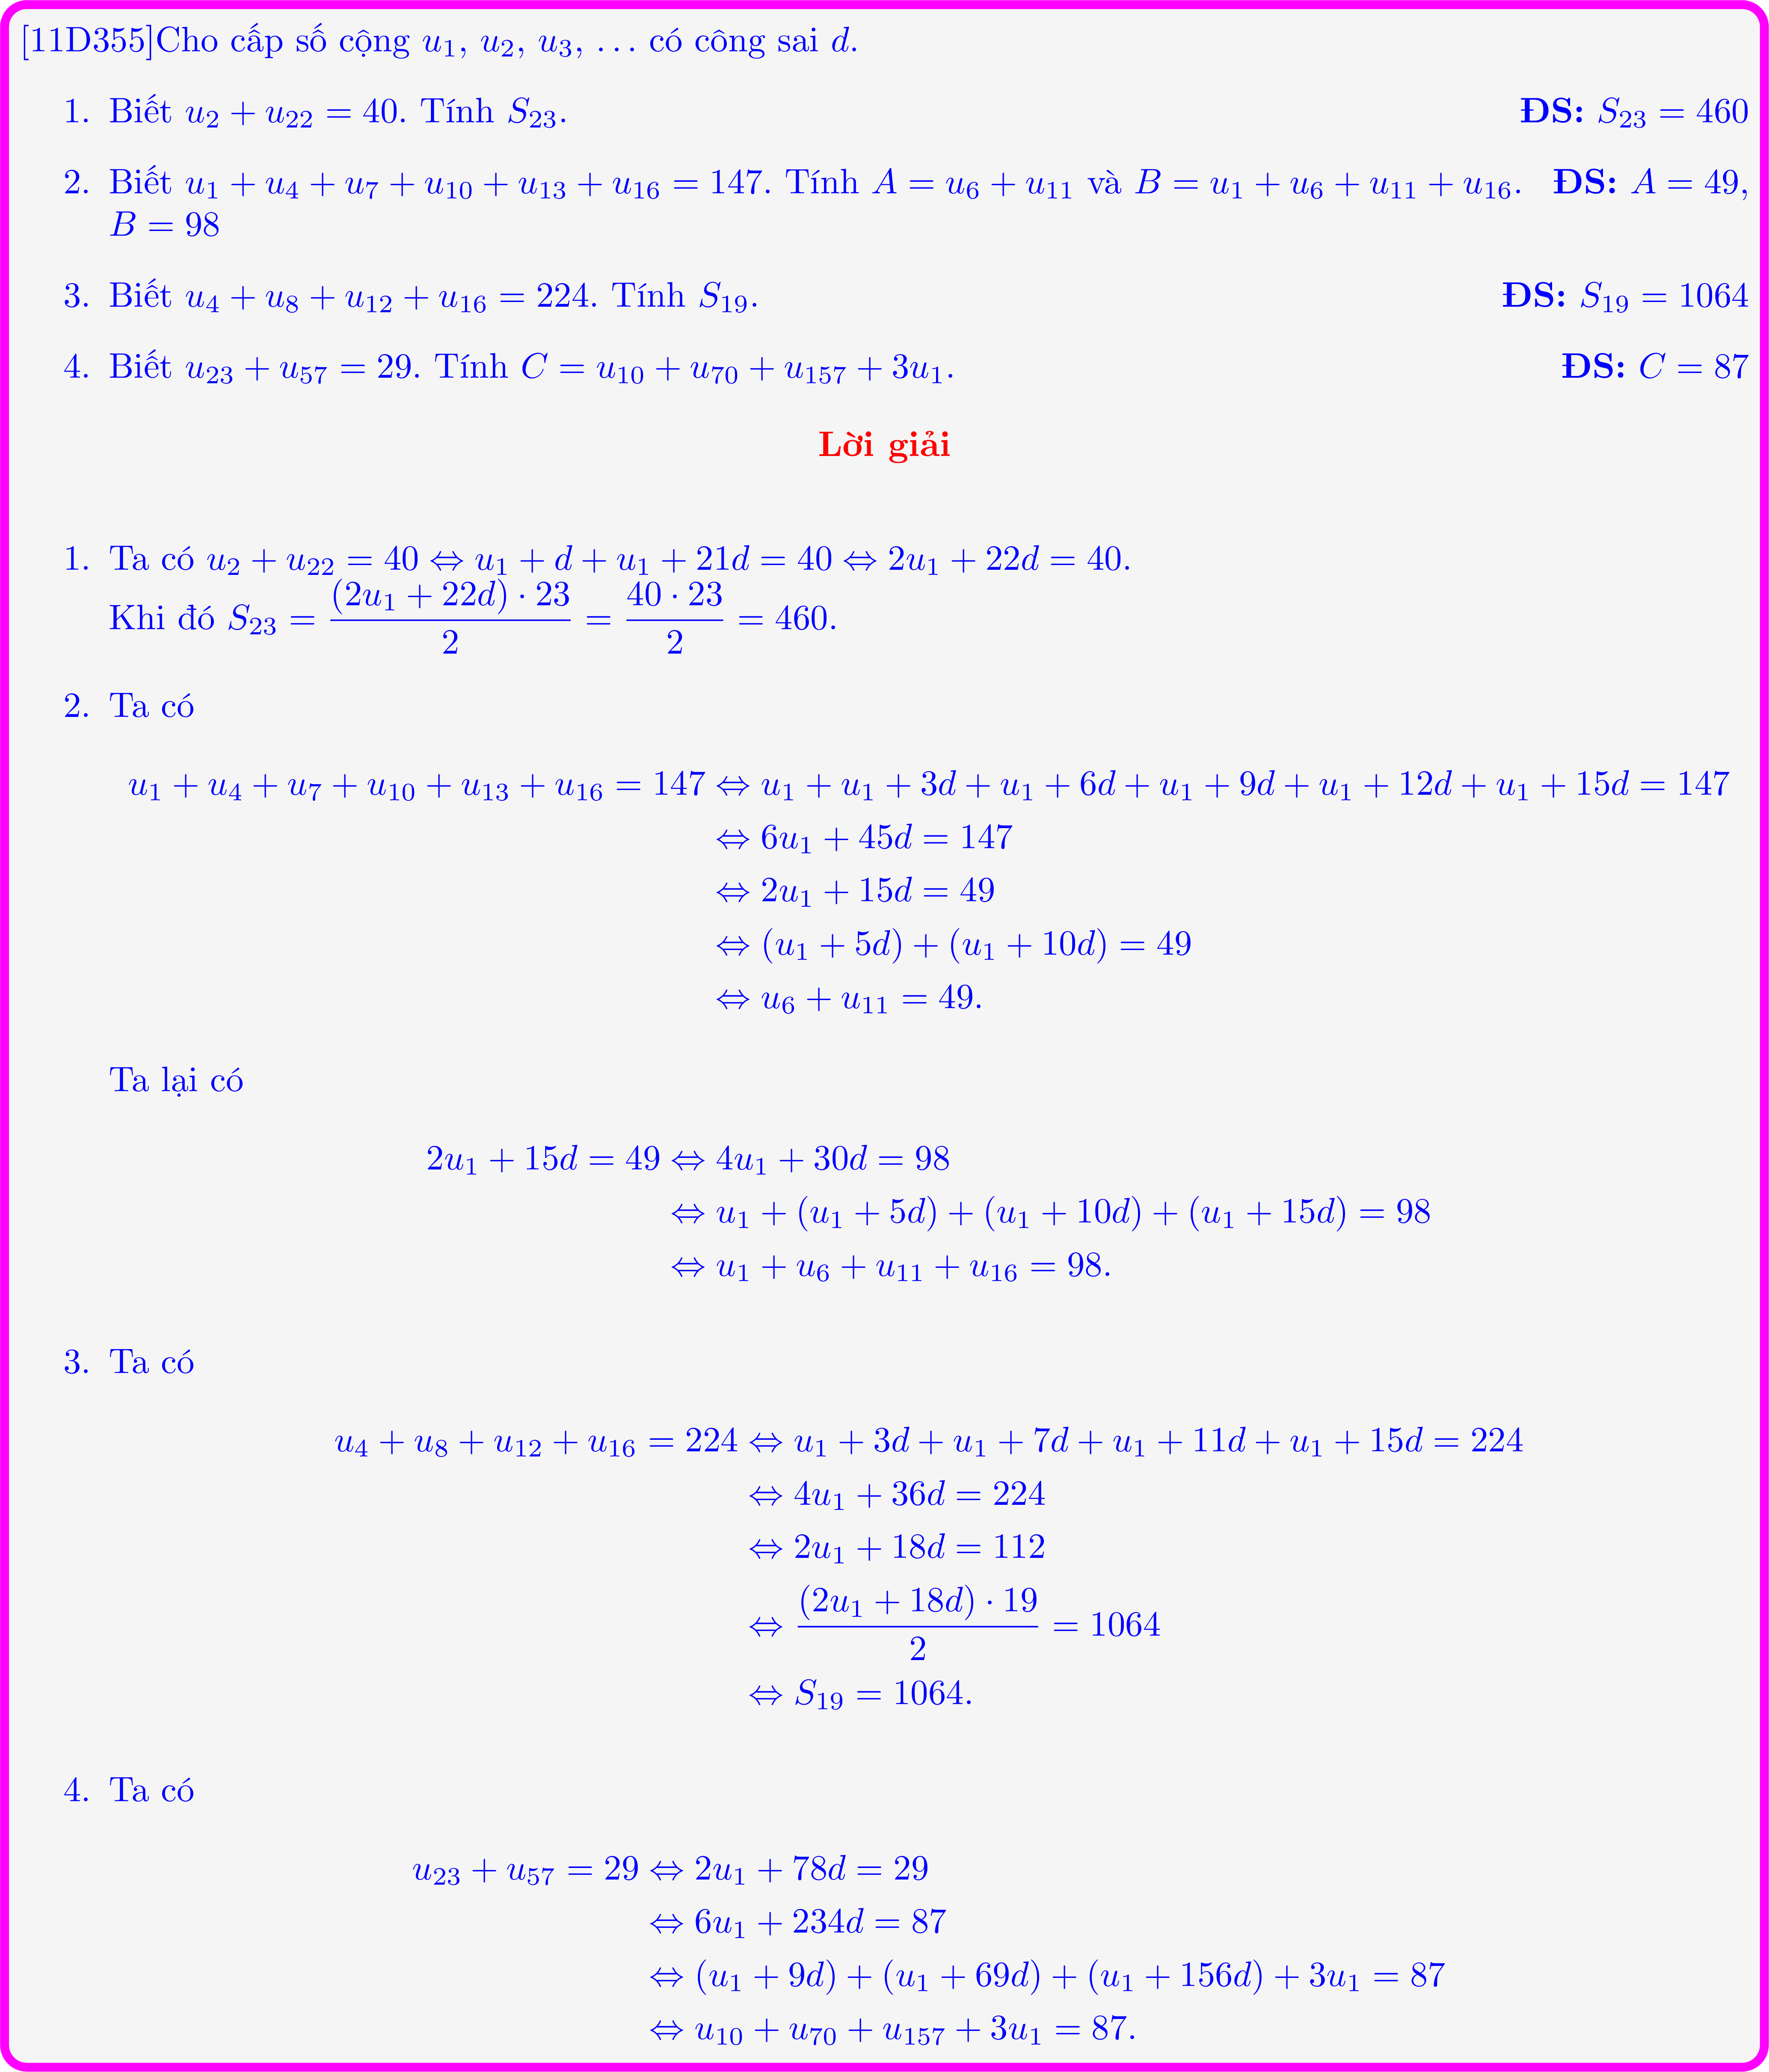 [11D355]Cho cấp số cộng $u_1$, $u_2$, $u_3$, … có công sai $d$.
1. Biết $u_2 + u_{22} = 40$. Tính $S_{23}$. ĐS: $S_{23} = 460$
2. Biết $u_1 + u_4 + u_7 + u_{10} + u_{13} + u_{16} = 147$. Tính $A = u_6 + u_{11}$ và $B = u_1 + u_6 + u_{11} + u_{16}$. ĐS: $A = 49$,
$B = 98$
3. Biết $u_4 + u_8 + u_{12} + u_{16} = 224$. Tính $S_{19}$. ĐS: $S_{19} = 1064$
4. Biết $u_{23} + u_{57} = 29$. Tính $C = u_{10} + u_{70} + u_{157} + 3u_1$. ĐS: $C = 87$
Lời giải
1. Ta có $u_2 + u_{22} = 40 \Leftrightarrow u_1 + d + u_1 + 21d = 40 \Leftrightarrow 2u_1 + 22d = 40$.
Khi đó $S_{23} = \dfrac{(2u_1 + 22d) \cdot 23}{2} = \dfrac{40 \cdot 23}{2} = 460$.
2. Ta có
$u_1 + u_4 + u_7 + u_{10} + u_{13} + u_{16} = 147 \Leftrightarrow u_1 + u_1 + 3d + u_1 + 6d + u_1 + 9d + u_1 + 12d + u_1 + 15d = 147$
$\Leftrightarrow 6u_1 + 45d = 147$
$\Leftrightarrow 2u_1 + 15d = 49$
$\Leftrightarrow (u_1 + 5d) + (u_1 + 10d) = 49$
$\Leftrightarrow u_6 + u_{11} = 49$.
Ta lại có
$2u_1 + 15d = 49 \Leftrightarrow 4u_1 + 30d = 98$
$\Leftrightarrow u_1 + (u_1 + 5d) + (u_1 + 10d) + (u_1 + 15d) = 98$
$\Leftrightarrow u_1 + u_6 + u_{11} + u_{16} = 98$.
3. Ta có
$u_4 + u_8 + u_{12} + u_{16} = 224 \Leftrightarrow u_1 + 3d + u_1 + 7d + u_1 + 11d + u_1 + 15d = 224$
$\Leftrightarrow 4u_1 + 36d = 224$
$\Leftrightarrow 2u_1 + 18d = 112$
$\Leftrightarrow \dfrac{(2u_1 + 18d) \cdot 19}{2} = 1064$
$\Leftrightarrow S_{19} = 1064$.
4. Ta có
$u_{23} + u_{57} = 29 \Leftrightarrow 2u_1 + 78d = 29$
$\Leftrightarrow 6u_1 + 234d = 87$
$\Leftrightarrow (u_1 + 9d) + (u_1 + 69d) + (u_1 + 156d) + 3u_1 = 87$
$\Leftrightarrow u_{10} + u_{70} + u_{157} + 3u_1 = 87$.